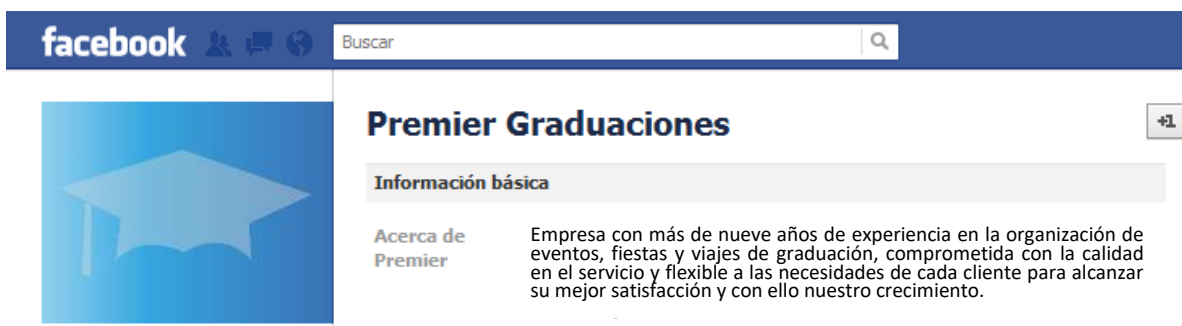 facebook Buscar
Premier Graduaciones
+1
Información básica
Acerca de
Premier
Empresa con más de nueve años de experiencia en la organización de
eventos, fiestas y viajes de graduación, comprometida con la calidad
en el servicio y flexible a las necesidades de cada cliente para alcanzar
su mejor satisfacción y con ello nuestro crecimiento.